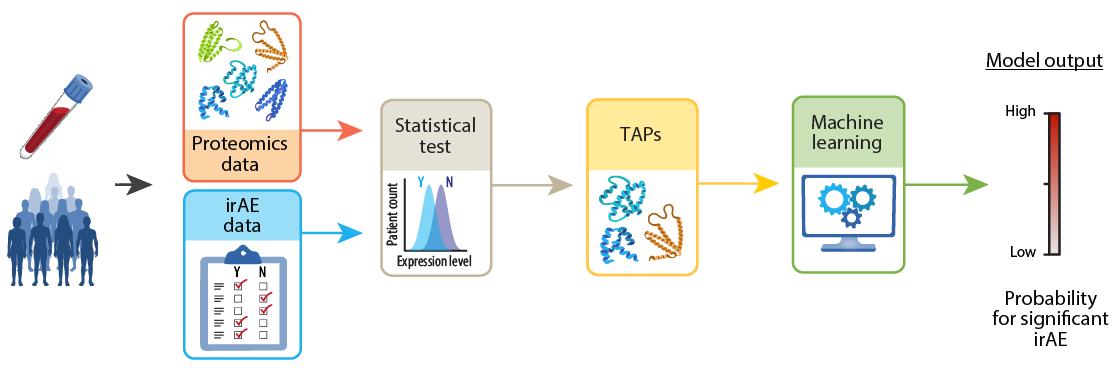 Proteomics
data
irAE
data
Y N
Statistical
test
Y N
Patient count
Expression level
TAPs
Machine
learning
Model output
High
Low
Probability
for significant
irAE